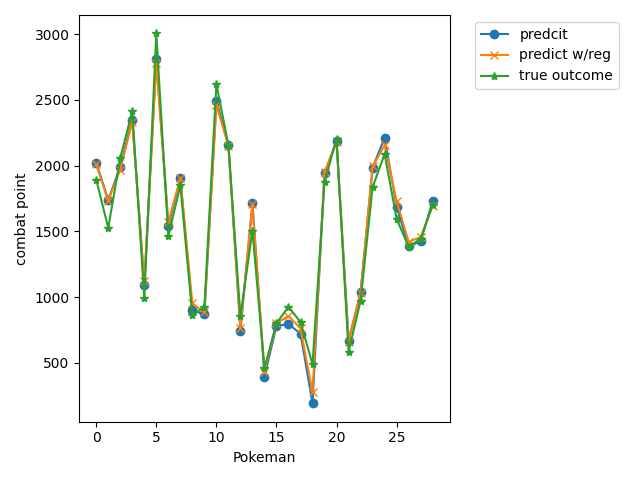 predcit
predict w/reg
true outcome
3000
2500
2000
1500
1000
500
combat point
0 5 10 15 20 25
Pokeman